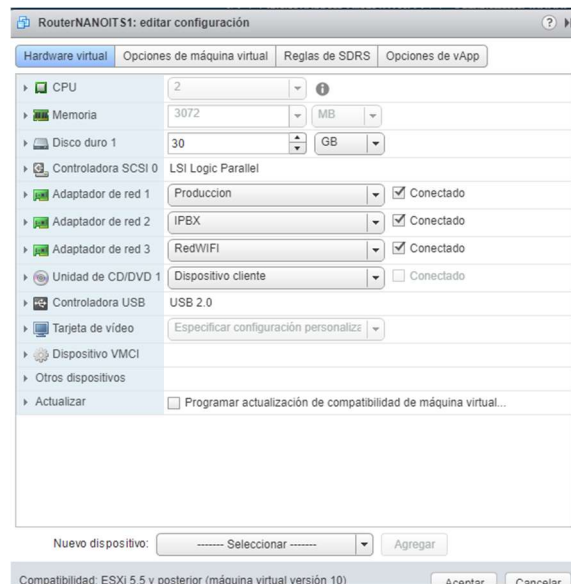 RouterNANOITS1: editar configuración
Hardware virtual Opciones de máquina virtual Reglas de SDRS Opciones de vApp
CPU 2
Memoria 3072 MB
Disco duro 1 30 GB
Controladora SCSI 0 LSI Logic Parallel
Adaptador de red 1 Produccion Conectado
Adaptador de red 2 IPBX Conectado
Adaptador de red 3 RedWIFI Conectado
Unidad de CD/DVD 1 Dispositivo cliente Conectado
Controladora USB USB 2.0
Tarjeta de vídeo Especificar configuración personaliza
Dispositivo VMCI
Otros dispositivos
Actualizar Programar actualización de compatibilidad de máquina virtual...
Nuevo dispositivo: ------- Seleccionar ------- Agregar
Compatibilidad: ESXi 5.5 y posterior (máquina virtual versión 10) Aceptar Cancelar